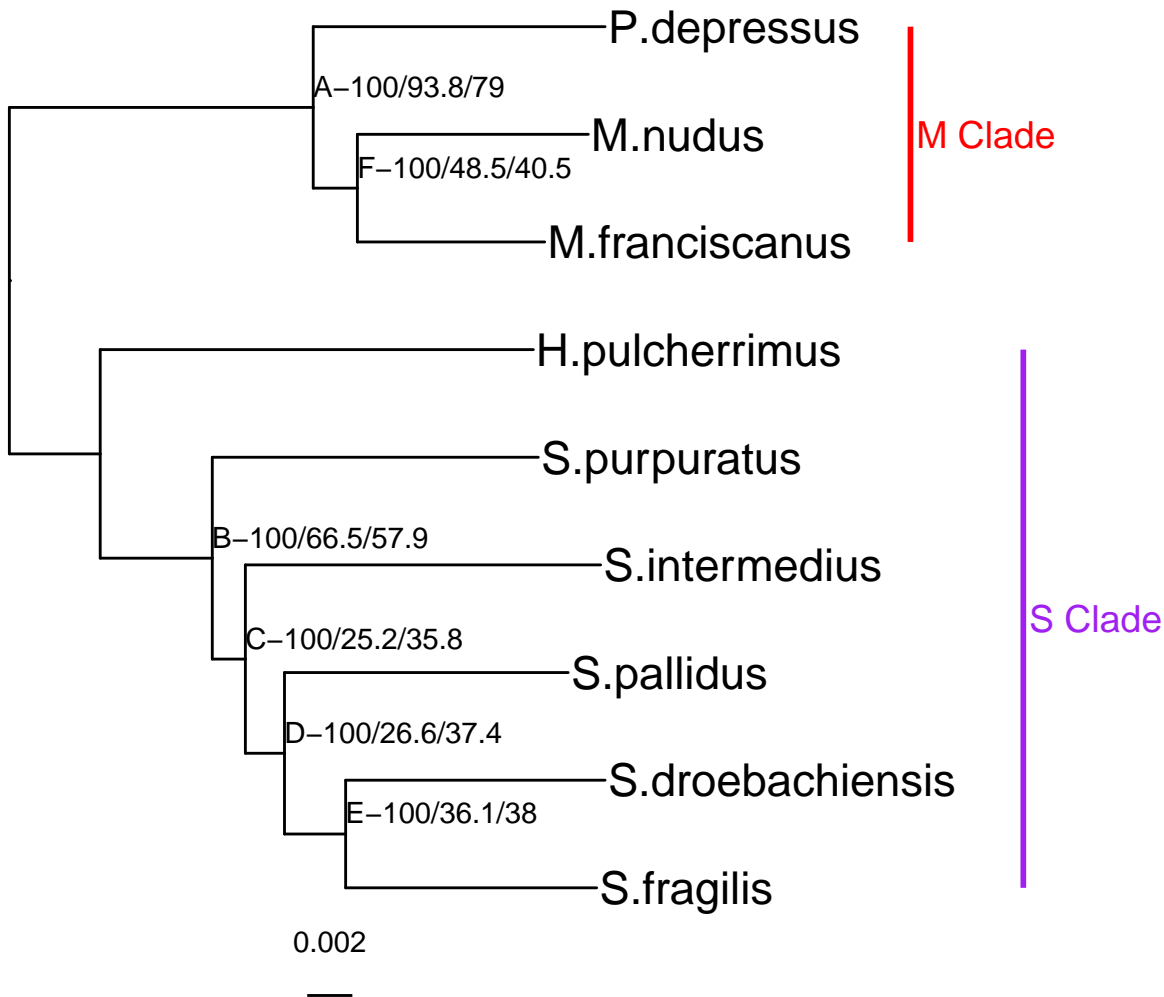 P.depressus
A−100/93.8/79
M.nudus
M Clade
F−100/48.5/40.5
M.franciscanus
H.pulcherrimus
S.purpuratus
B−100/66.5/57.9
S.intermedius
S Clade
C−100/25.2/35.8
S.pallidus
D−100/26.6/37.4
S.droebachiensis
E−100/36.1/38
S.fragilis
0.002